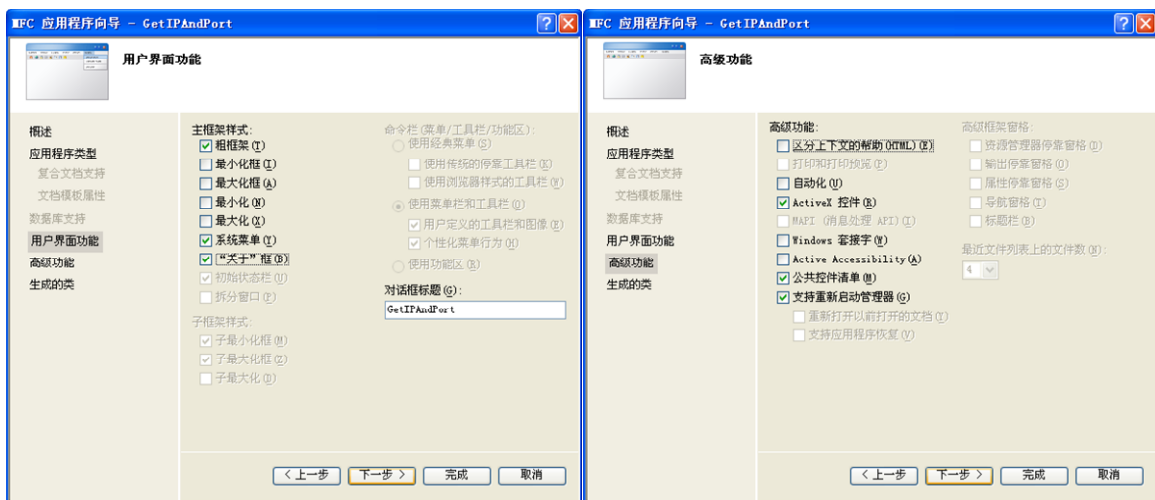 MFC 应用程序向导 - GetIPAndPort
用户界面功能
概述
应用程序类型
复合文档支持
文档模板属性
数据库支持
用户界面功能
高级功能
生成的类
主框架样式:
粗框架(T)
最小化框(I)
最大化框(A)
最小化(N)
最大化(X)
系统菜单(T)
“关于”框(B)
初始状态栏(U)
拆分窗口(P)
子框架样式:
子最小化框(M)
子最大化框(Z)
子最大化(D)
命令栏(菜单/工具栏/功能区):
使用经典菜单(S)
使用传统的停靠工具栏(K)
使用浏览器样式的工具栏(W)
使用菜单栏和工具栏(U)
用户定义的工具栏和图像(E)
个性化菜单行为(H)
使用功能区(R)
对话框标题(G):
GetIPAndPort
< 上一步
下一步 >
完成
取消
MFC 应用程序向导 - GetIPAndPort
高级功能
概述
应用程序类型
复合文档支持
文档模板属性
数据库支持
用户界面功能
高级功能
生成的类
高级功能:
区分上下文的帮助(HTML)(E)
打印和打印预览(P)
自动化(U)
ActiveX 控件(R)
MAPI (消息处理 API)(I)
Windows 套接字(W)
Active Accessibility(A)
公共控件清单(M)
支持重新启动管理器(G)
重新打开以前打开的文档(Y)
支持应用程序恢复(V)
高级框架窗格:
资源管理器停靠窗格(D)
输出停靠窗格(O)
属性停靠窗格(S)
导航窗格(T)
标题栏(B)
最近文件列表上的文件数(N):
4
< 上一步
下一步 >
完成
取消